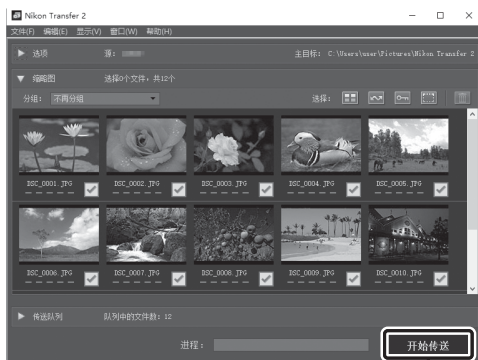 Nikon Transfer 2
文件(F) 编辑(E) 显示(V) 窗口(W) 帮助(H)
选项 源： 主目标： C:\Users\user\Pictures\Nikon Transfer 2
缩略图 选择0个文件，共12个
分组： 不再分组 选择：
DSC_0001.JPG DSC_0002.JPG DSC_0003.JPG DSC_0004.JPG DSC_0005.JPG
DSC_0006.JPG DSC_0007.JPG DSC_0008.JPG DSC_0009.JPG DSC_0010.JPG
传送队列 队列中的文件数：12
进程： 开始传送